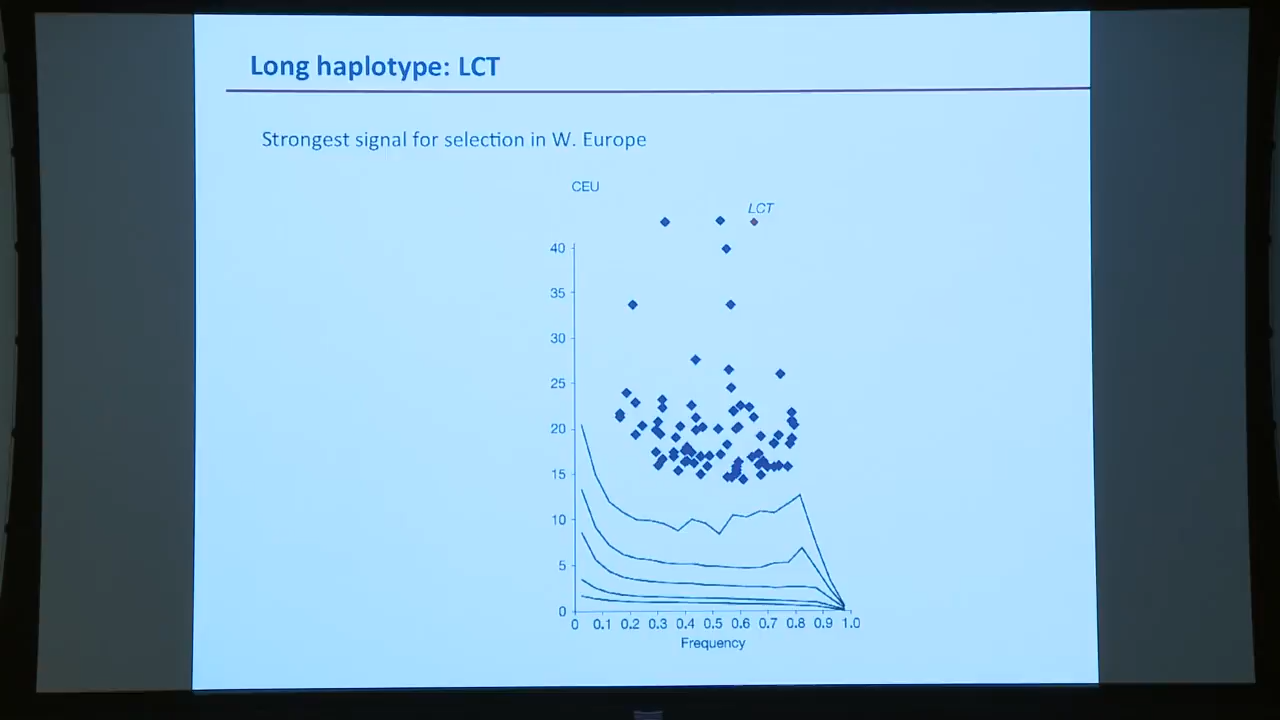 Long haplotype: LCT
Strongest signal for selection in W. Europe
CEU
LCT
40
35
30
25
20
15
10
5
0
0 0.1 0.2 0.3 0.4 0.5 0.6 0.7 0.8 0.9 1.0
Frequency